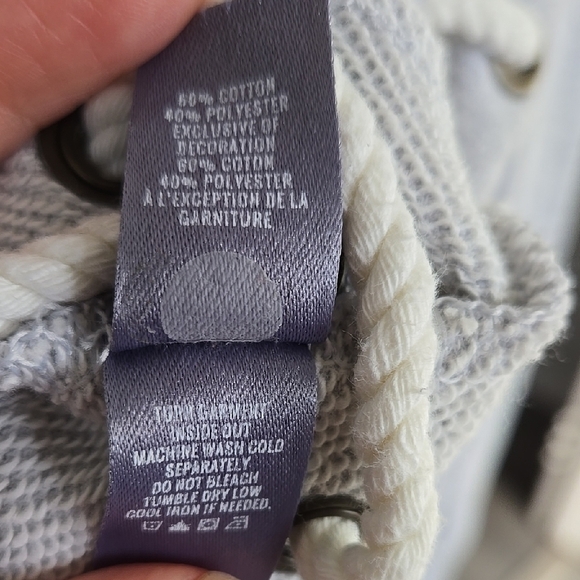 60% COTTON
40% POLYESTER
EXCLUSIVE OF
DECORATION
60% COTON
40% POLYESTER
À L'EXCEPTION DE LA
GARNITURE
TURN GARMENT
INSIDE OUT
MACHINE WASH COLD
SEPARATELY
DO NOT BLEACH
TUMBLE DRY LOW
COOL IRON IF NEEDED.